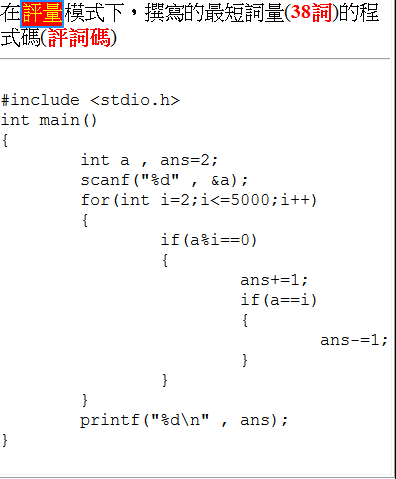 在評量模式下，撰寫的最短詞量(38詞)的程
式碼(評詞碼)
#include <stdio.h>
int main()
{
        int a , ans=2;
        scanf("%d" , &a);
        for(int i=2;i<=5000;i++)
        {
                if(a%i==0)
                {
                        ans+=1;
                        if(a==i)
                        {
                                ans-=1;
                        }
                }
        }
        printf("%d\n" , ans);
}